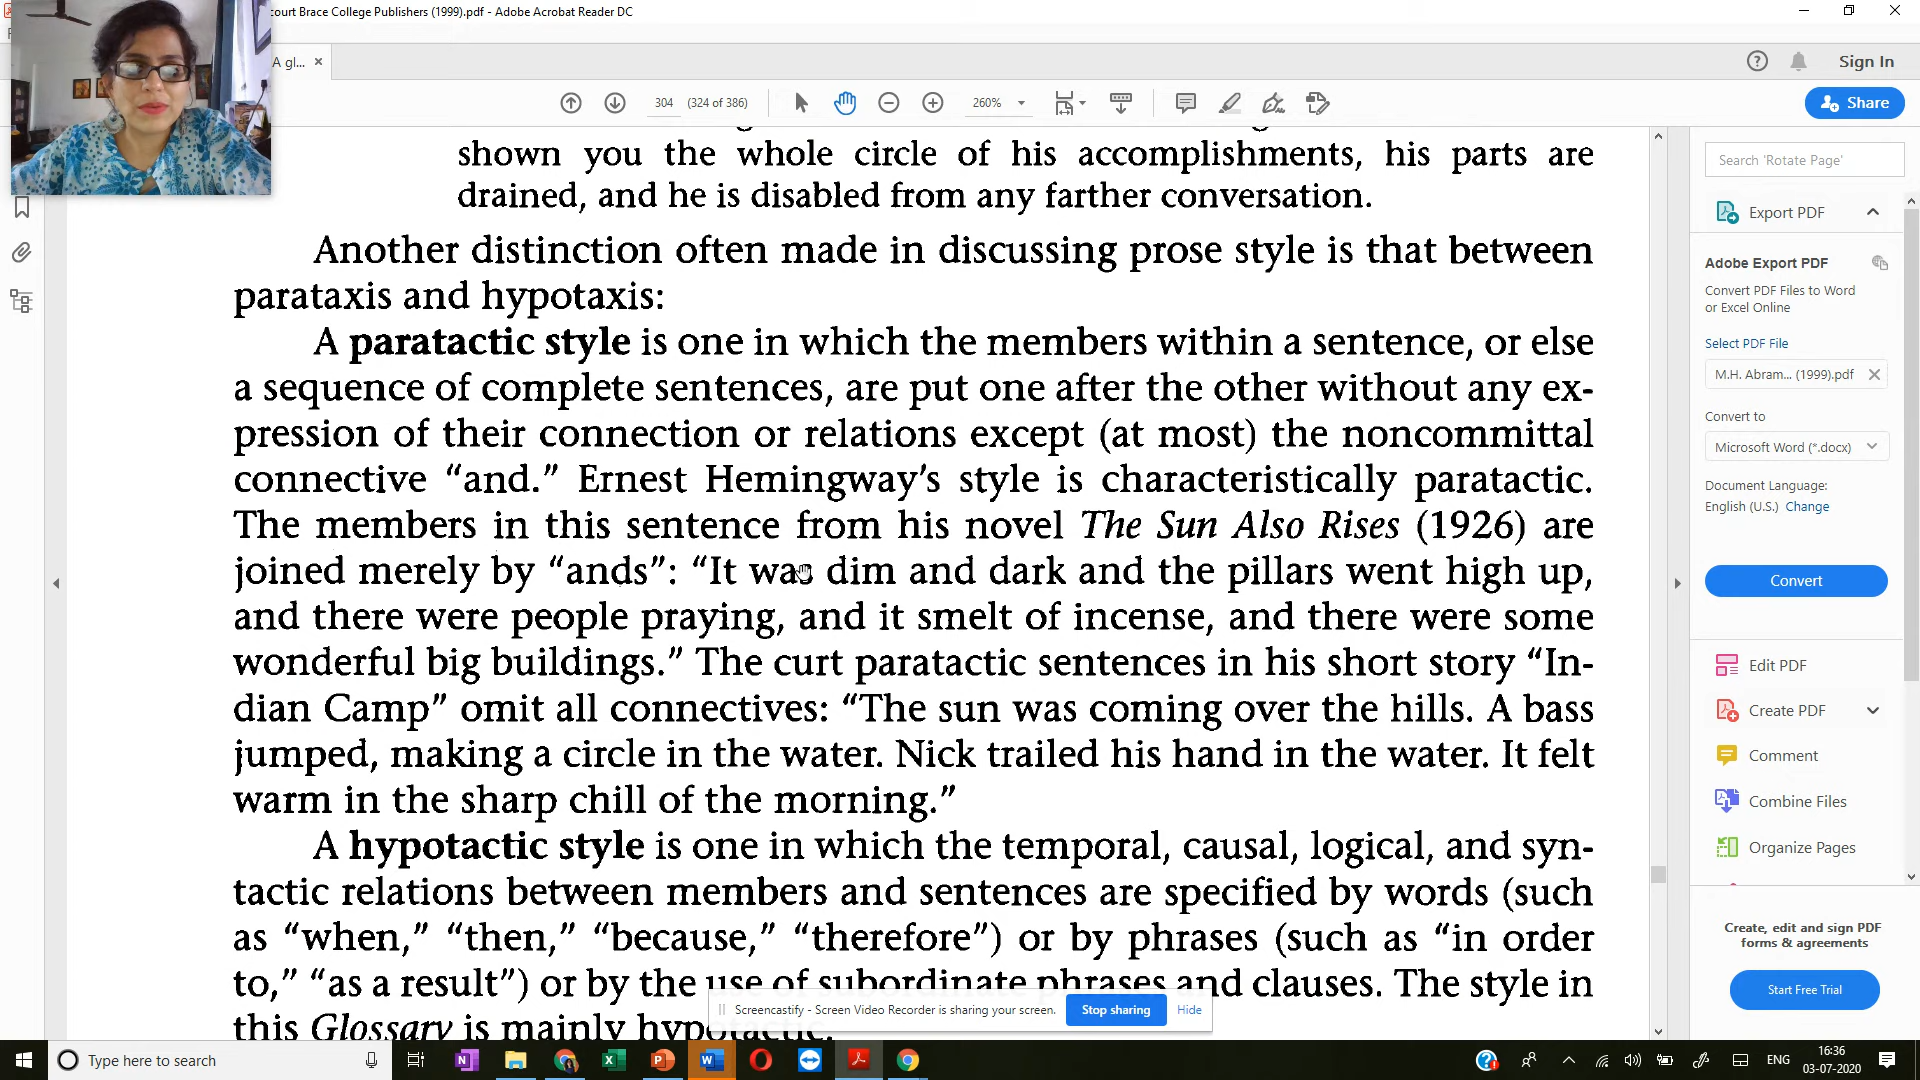 court Brace College Publishers (1999).pdf - Adobe Acrobat Reader DC
A gl...
Sign In
304 (324 of 386)
260%
Share
shown you the whole circle of his accomplishments, his parts are
drained, and he is disabled from any farther conversation.
Another distinction often made in discussing prose style is that between
parataxis and hypotaxis:
A paratactic style is one in which the members within a sentence, or else
a sequence of complete sentences, are put one after the other without any ex-
pression of their connection or relations except (at most) the noncommittal
connective “and.” Ernest Hemingway’s style is characteristically paratactic.
The members in this sentence from his novel The Sun Also Rises (1926) are
joined merely by “ands”: “It was dim and dark and the pillars went high up,
and there were people praying, and it smelt of incense, and there were some
wonderful big buildings.” The curt paratactic sentences in his short story “In-
dian Camp” omit all connectives: “The sun was coming over the hills. A bass
jumped, making a circle in the water. Nick trailed his hand in the water. It felt
warm in the sharp chill of the morning.”
A hypotactic style is one in which the temporal, causal, logical, and syn-
tactic relations between members and sentences are specified by words (such
as “when,” “then,” “because,” “therefore”) or by phrases (such as “in order
to,” “as a result”) or by the use of subordinate phrases and clauses. The style in
this Glossary is mainly hypotactic.
Search 'Rotate Page'
Export PDF
Adobe Export PDF
Convert PDF Files to Word
or Excel Online
Select PDF File
M.H. Abram... (1999).pdf
Convert to
Microsoft Word (*.docx)
Document Language:
English (U.S.) Change
Convert
Edit PDF
Create PDF
Comment
Combine Files
Organize Pages
Create, edit and sign PDF
forms & agreements
Start Free Trial
Screencastify - Screen Video Recorder is sharing your screen.
Stop sharing
Hide
Type here to search
ENG
16:36
03-07-2020